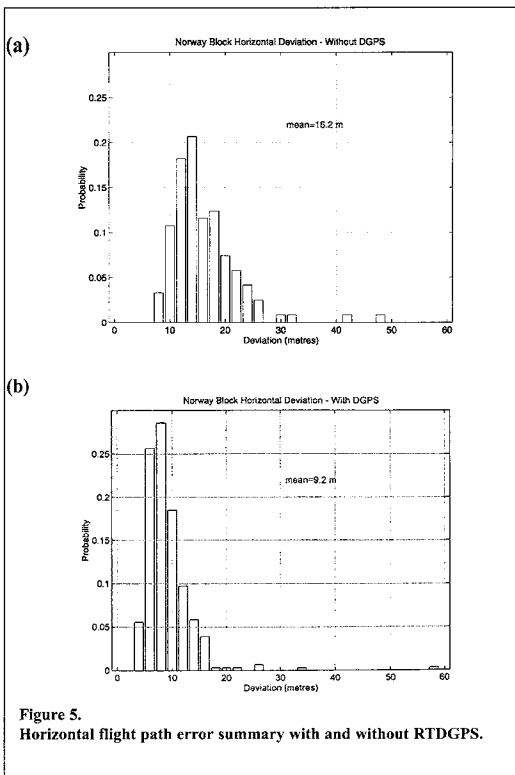 (a)
Norway Block Horizontal Deviation - Without DGPS
0.25
0.2
0.15
0.1
0.05
0
Probability
mean=16.2 m
0 10 20 30 40 50 60
Deviation (metres)
(b)
Norway Block Horizontal Deviation - With DGPS
0.25
0.2
0.15
0.1
0.05
0
Probability
mean=9.2 m
0 10 20 30 40 50 60
Deviation (metres)
Figure 5.
Horizontal flight path error summary with and without RTDGPS.